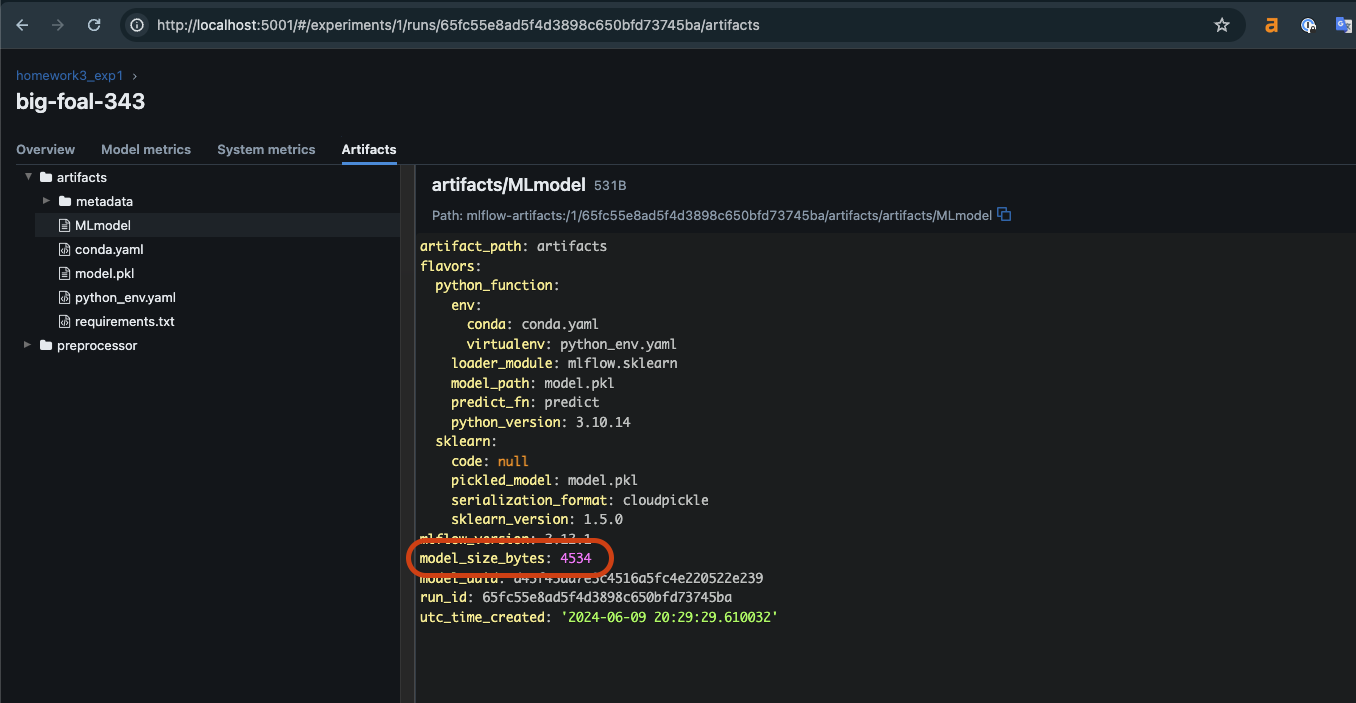 http://localhost:5001/#/experiments/1/runs/65fc55e8ad5f4d3898c650bfd73745ba/artifacts
homework3_exp1 ›
big-foal-343
Overview Model metrics System metrics Artifacts
artifacts
metadata
MLmodel
conda.yaml
model.pkl
python_env.yaml
requirements.txt
preprocessor
artifacts/MLmodel 531B
Path: mlflow-artifacts:/1/65fc55e8ad5f4d3898c650bfd73745ba/artifacts/artifacts/MLmodel
artifact_path: artifacts
flavors:
python_function:
env:
conda: conda.yaml
virtualenv: python_env.yaml
loader_module: mlflow.sklearn
model_path: model.pkl
predict_fn: predict
python_version: 3.10.14
sklearn:
code: null
pickled_model: model.pkl
serialization_format: cloudpickle
sklearn_version: 1.5.0
mlflow_version:
model_size_bytes: 4534
model_uuid:
run_id: 65fc55e8ad5f4d3898c650bfd73745ba
utc_time_created: '2024-06-09 20:29:29.610032'